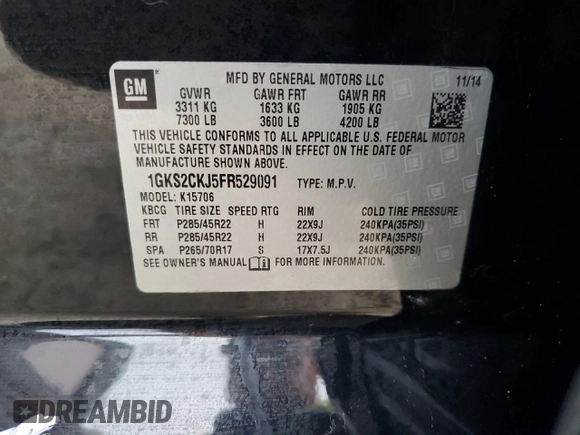 GM
MFD BY GENERAL MOTORS LLC 11/14
GVWR GAWR FRT GAWR RR
3311 KG 1633 KG 1905 KG
7300 LB 3600 LB 4200 LB
THIS VEHICLE CONFORMS TO ALL APPLICABLE U.S. FEDERAL MOTOR
VEHICLE SAFETY STANDARDS IN EFFECT ON THE DATE OF
MANUFACTURE SHOWN ABOVE.
1GKS2CKJ5FR529091 TYPE: M.P.V.
MODEL: K15706
KBCG TIRE SIZE SPEED RTG RIM COLD TIRE PRESSURE
FRT P285/45R22 H 22X9J 240KPA(35PSI)
RR P285/45R22 H 22X9J 240KPA(35PSI)
SPA P265/70R17 S 17X7.5J 240KPA(35PSI)
SEE OWNER'S MANUAL FOR MORE INFORMATION.
DREAMBID